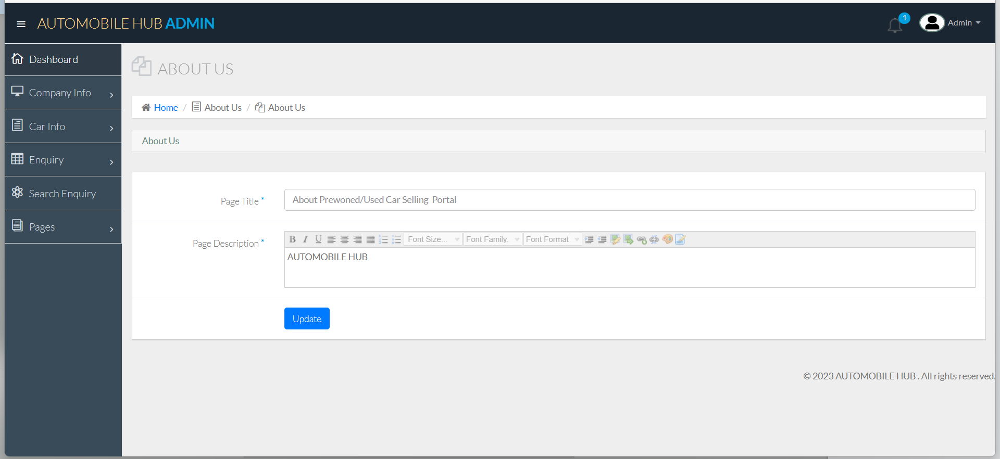 AUTOMOBILE HUB ADMIN
1
Admin
Dashboard
Company Info
Car Info
Enquiry
Search Enquiry
Pages
ABOUT US
Home / About Us / About Us
About Us
Page Title *
About Prewoned/Used Car Selling  Portal
Page Description *
B I U Font Size... Font Family. Font Format
AUTOMOBILE HUB
Update
© 2023 AUTOMOBILE HUB . All rights reserved.